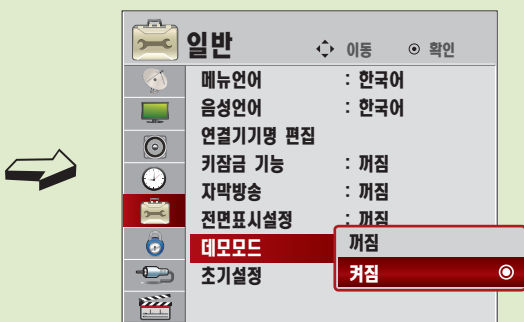 일반 이동 확인
메뉴언어 : 한국어
음성언어 : 한국어
연결기기명 편집
키잠금 기능 : 꺼짐
자막방송 : 꺼짐
전면표시설정 : 꺼짐
데모모드 꺼짐
초기설정 켜짐